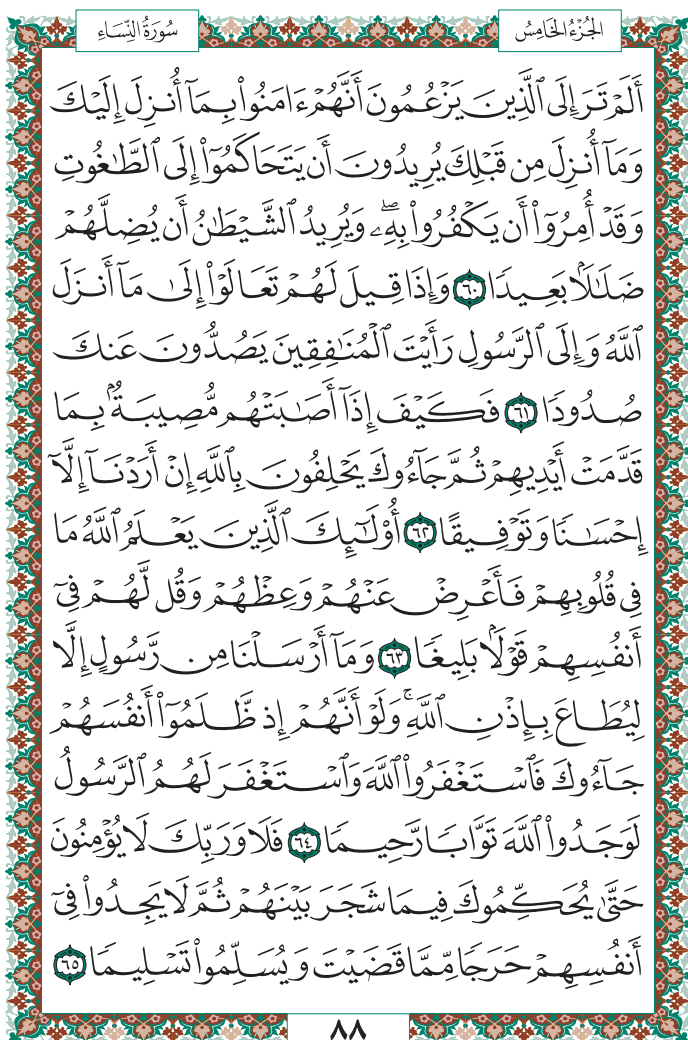 الجُزْءُ الخَامِسُ
سُورَةُ النِّسَاءِ
أَلَمْ تَرَ إِلَى ٱلَّذِينَ يَزْعُمُونَ أَنَّهُمْ ءَامَنُوا۟ بِمَآ أُنزِلَ إِلَيْكَ
وَمَآ أُنزِلَ مِن قَبْلِكَ يُرِيدُونَ أَن يَتَحَاكَمُوٓا۟ إِلَى ٱلطَّٰغُوتِ
وَقَدْ أُمِرُوٓا۟ أَن يَكْفُرُوا۟ بِهِۦۖ وَيُرِيدُ ٱلشَّيْطَٰنُ أَن يُضِلَّهُمْ
ضَلَٰلًۢا بَعِيدًا ٦٠ وَإِذَا قِيلَ لَهُمْ تَعَالَوْا۟ إِلَىٰ مَآ أَنزَلَ
ٱللَّهُ وَإِلَى ٱلرَّسُولِ رَأَيْتَ ٱلْمُنَٰفِقِينَ يَصُدُّونَ عَنكَ
صُدُودًا ٦١ فَكَيْفَ إِذَآ أَصَٰبَتْهُم مُّصِيبَةٌۢ بِمَا
قَدَّمَتْ أَيْدِيهِمْ ثُمَّ جَآءُوكَ يَحْلِفُونَ بِٱللَّهِ إِنْ أَرَدْنَآ إِلَّآ
إِحْسَٰنًا وَتَوْفِيقًا ٦٢ أُو۟لَٰٓئِكَ ٱلَّذِينَ يَعْلَمُ ٱللَّهُ مَا
فِى قُلُوبِهِمْ فَأَعْرِضْ عَنْهُمْ وَعِظْهُمْ وَقُل لَّهُمْ فِىٓ
أَنفُسِهِمْ قَوْلًۢا بَلِيغًا ٦٣ وَمَآ أَرْسَلْنَا مِن رَّسُولٍ إِلَّا
لِيُطَاعَ بِإِذْنِ ٱللَّهِۚ وَلَوْ أَنَّهُمْ إِذ ظَّلَمُوٓا۟ أَنفُسَهُمْ
جَآءُوكَ فَٱسْتَغْفَرُوا۟ ٱللَّهَ وَٱسْتَغْفَرَ لَهُمُ ٱلرَّسُولُ
لَوَجَدُوا۟ ٱللَّهَ تَوَّابًا رَّحِيمًا ٦٤ فَلَا وَرَبِّكَ لَا يُؤْمِنُونَ
حَتَّىٰ يُحَكِّمُوكَ فِيمَا شَجَرَ بَيْنَهُمْ ثُمَّ لَا يَجِدُوا۟ فِىٓ
أَنفُسِهِمْ حَرَجًا مِّمَّا قَضَيْتَ وَيُسَلِّمُوا۟ تَسْلِيمًا ٦٥
٨٨